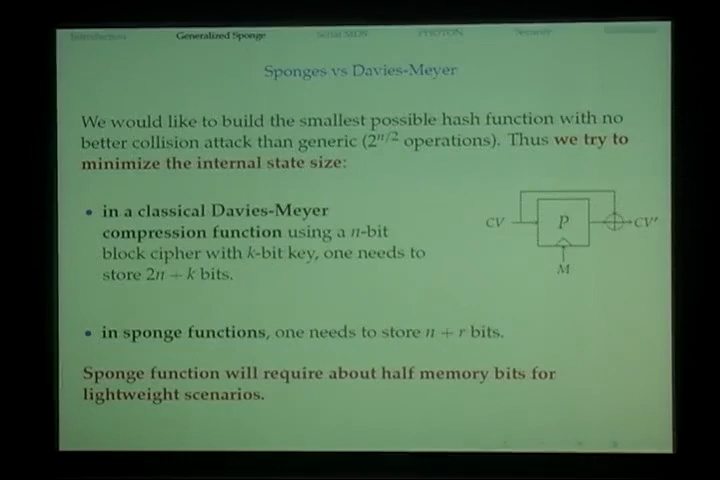 Introduction Generalized Sponge Serial MDS PHOTON Security
Sponges vs Davies-Meyer
We would like to build the smallest possible hash function with no
better collision attack than generic (2^{n/2} operations). Thus we try to
minimize the internal state size:
• in a classical Davies-Meyer
compression function using a n-bit
block cipher with k-bit key, one needs to
store 2n + k bits.
CV P CV'
M
• in sponge functions, one needs to store n + r bits.
Sponge function will require about half memory bits for
lightweight scenarios.